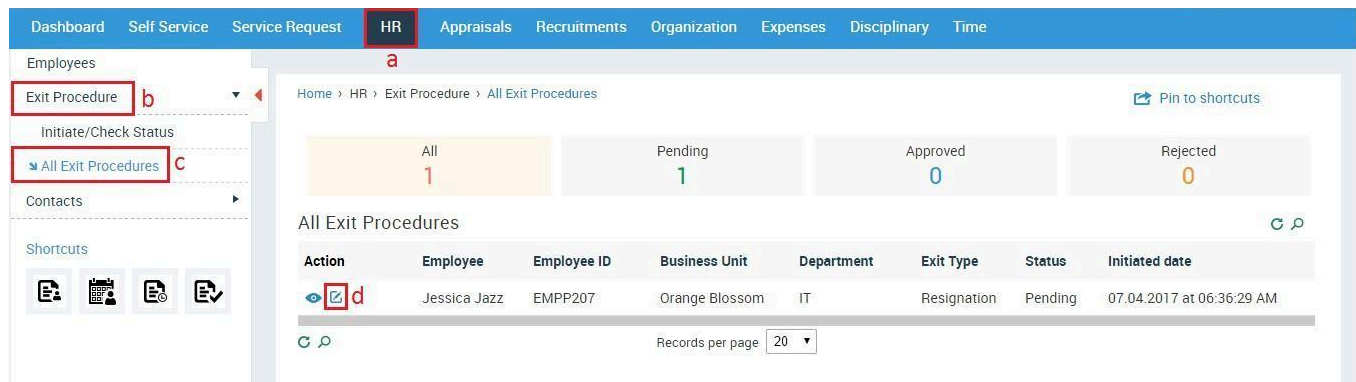 Dashboard Self Service Service Request HR Appraisals Recruitments Organization Expenses Disciplinary Time
a
Employees
Exit Procedure b
Initiate/Check Status
All Exit Procedures c
Contacts
Shortcuts
Home › HR › Exit Procedure › All Exit Procedures
Pin to shortcuts
All Pending Approved Rejected
1 1 0 0
All Exit Procedures
Action Employee Employee ID Business Unit Department Exit Type Status Initiated date
d Jessica Jazz EMPP207 Orange Blossom IT Resignation Pending 07.04.2017 at 06:36:29 AM
Records per page 20